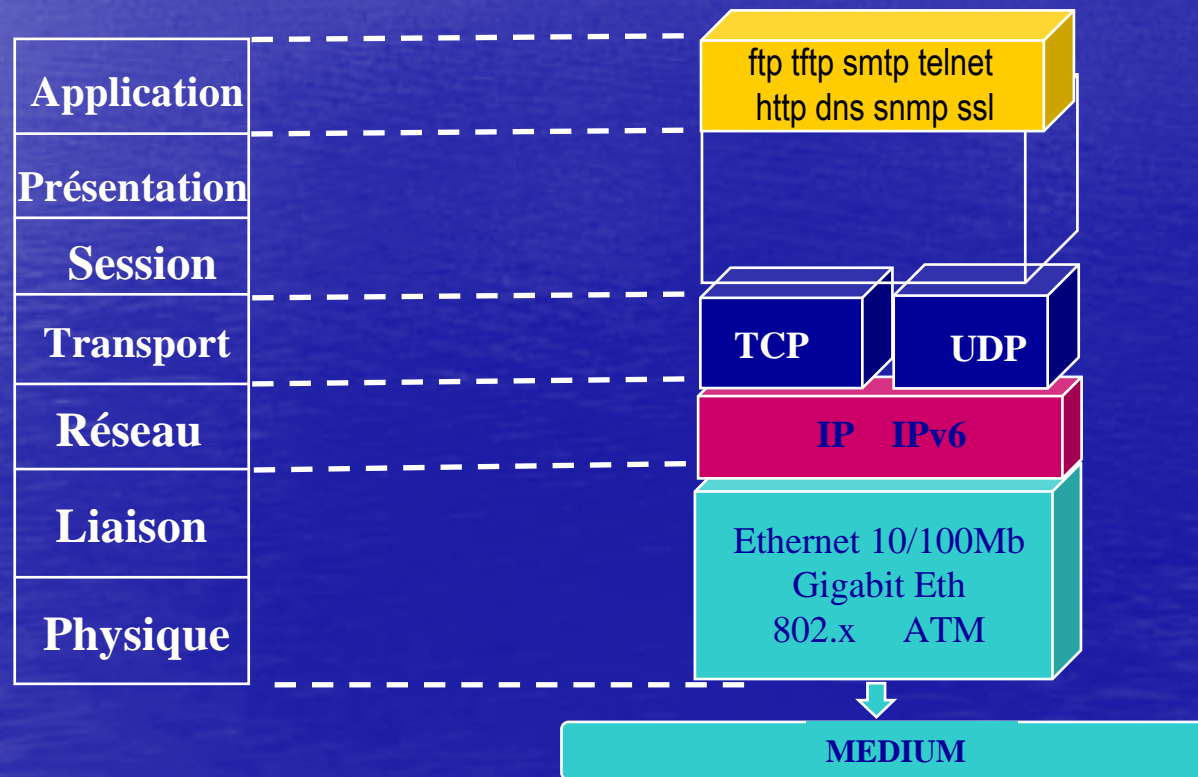 Application
Présentation
Session
Transport
Réseau
Liaison
Physique
ftp tftp smtp telnet
http dns snmp ssl
TCP
UDP
IP IPv6
Ethernet 10/100Mb
Gigabit Eth
802.x ATM
MEDIUM